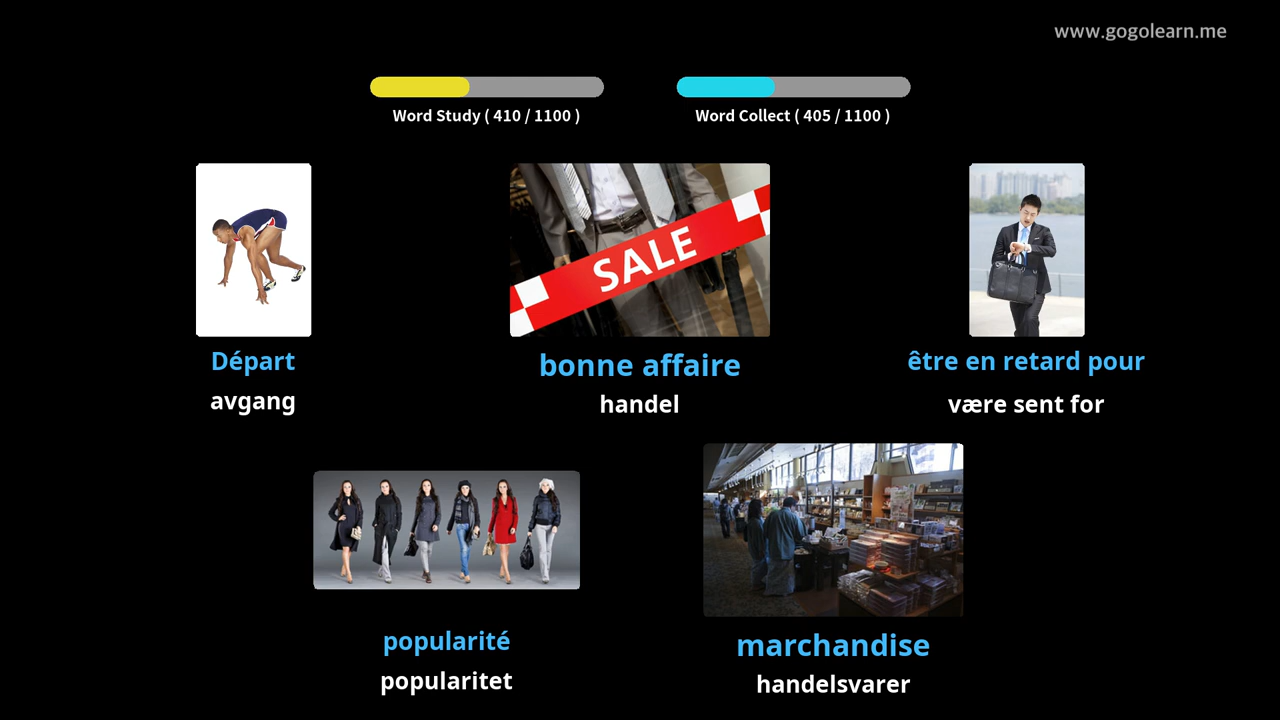 www.gogolearn.me
Word Study ( 410 / 1100 )
Word Collect ( 405 / 1100 )
SALE
Départ
bonne affaire
être en retard pour
avgang
handel
være sent for
popularité
marchandise
popularitet
handelsvarer